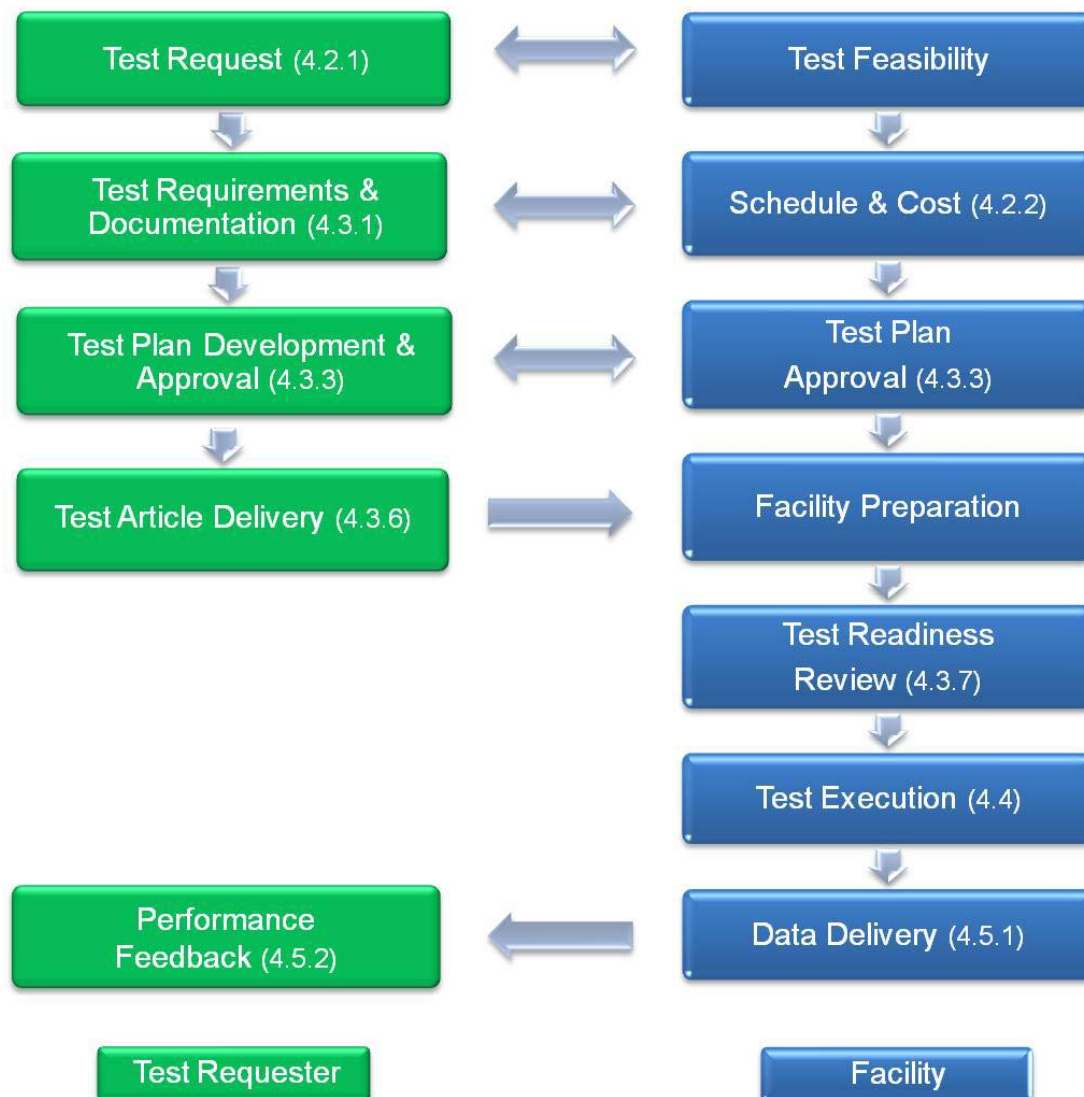 Test Request (4.2.1)
Test Feasibility
Test Requirements &
Documentation (4.3.1)
Schedule & Cost (4.2.2)
Test Plan Development &
Approval (4.3.3)
Test Plan
Approval (4.3.3)
Test Article Delivery (4.3.6)
Facility Preparation
Test Readiness
Review (4.3.7)
Test Execution (4.4)
Performance
Feedback (4.5.2)
Data Delivery (4.5.1)
Test Requester
Facility